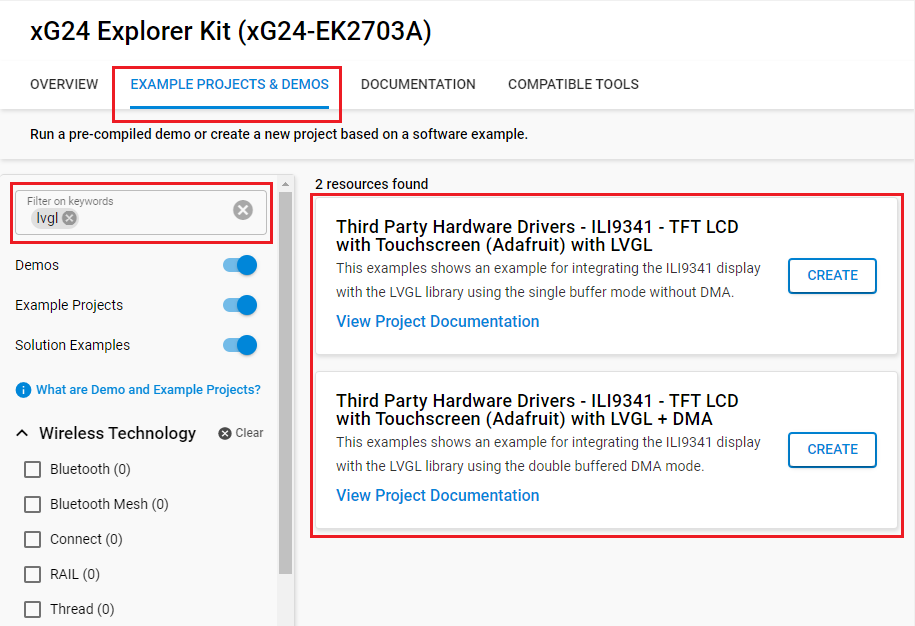 xG24 Explorer Kit (xG24-EK2703A)
OVERVIEW
EXAMPLE PROJECTS & DEMOS
DOCUMENTATION
COMPATIBLE TOOLS
Run a pre-compiled demo or create a new project based on a software example.
Filter on keywords
lvgl
Demos
Example Projects
Solution Examples
What are Demo and Example Projects?
Wireless Technology
Clear
Bluetooth (0)
Bluetooth Mesh (0)
Connect (0)
RAIL (0)
Thread (0)
2 resources found
Third Party Hardware Drivers - ILI9341 - TFT LCD
with Touchscreen (Adafruit) with LVGL
This examples shows an example for integrating the ILI9341 display
with the LVGL library using the single buffer mode without DMA.
View Project Documentation
CREATE
Third Party Hardware Drivers - ILI9341 - TFT LCD
with Touchscreen (Adafruit) with LVGL + DMA
This examples shows an example for integrating the ILI9341 display
with the LVGL library using the double buffered DMA mode.
View Project Documentation
CREATE